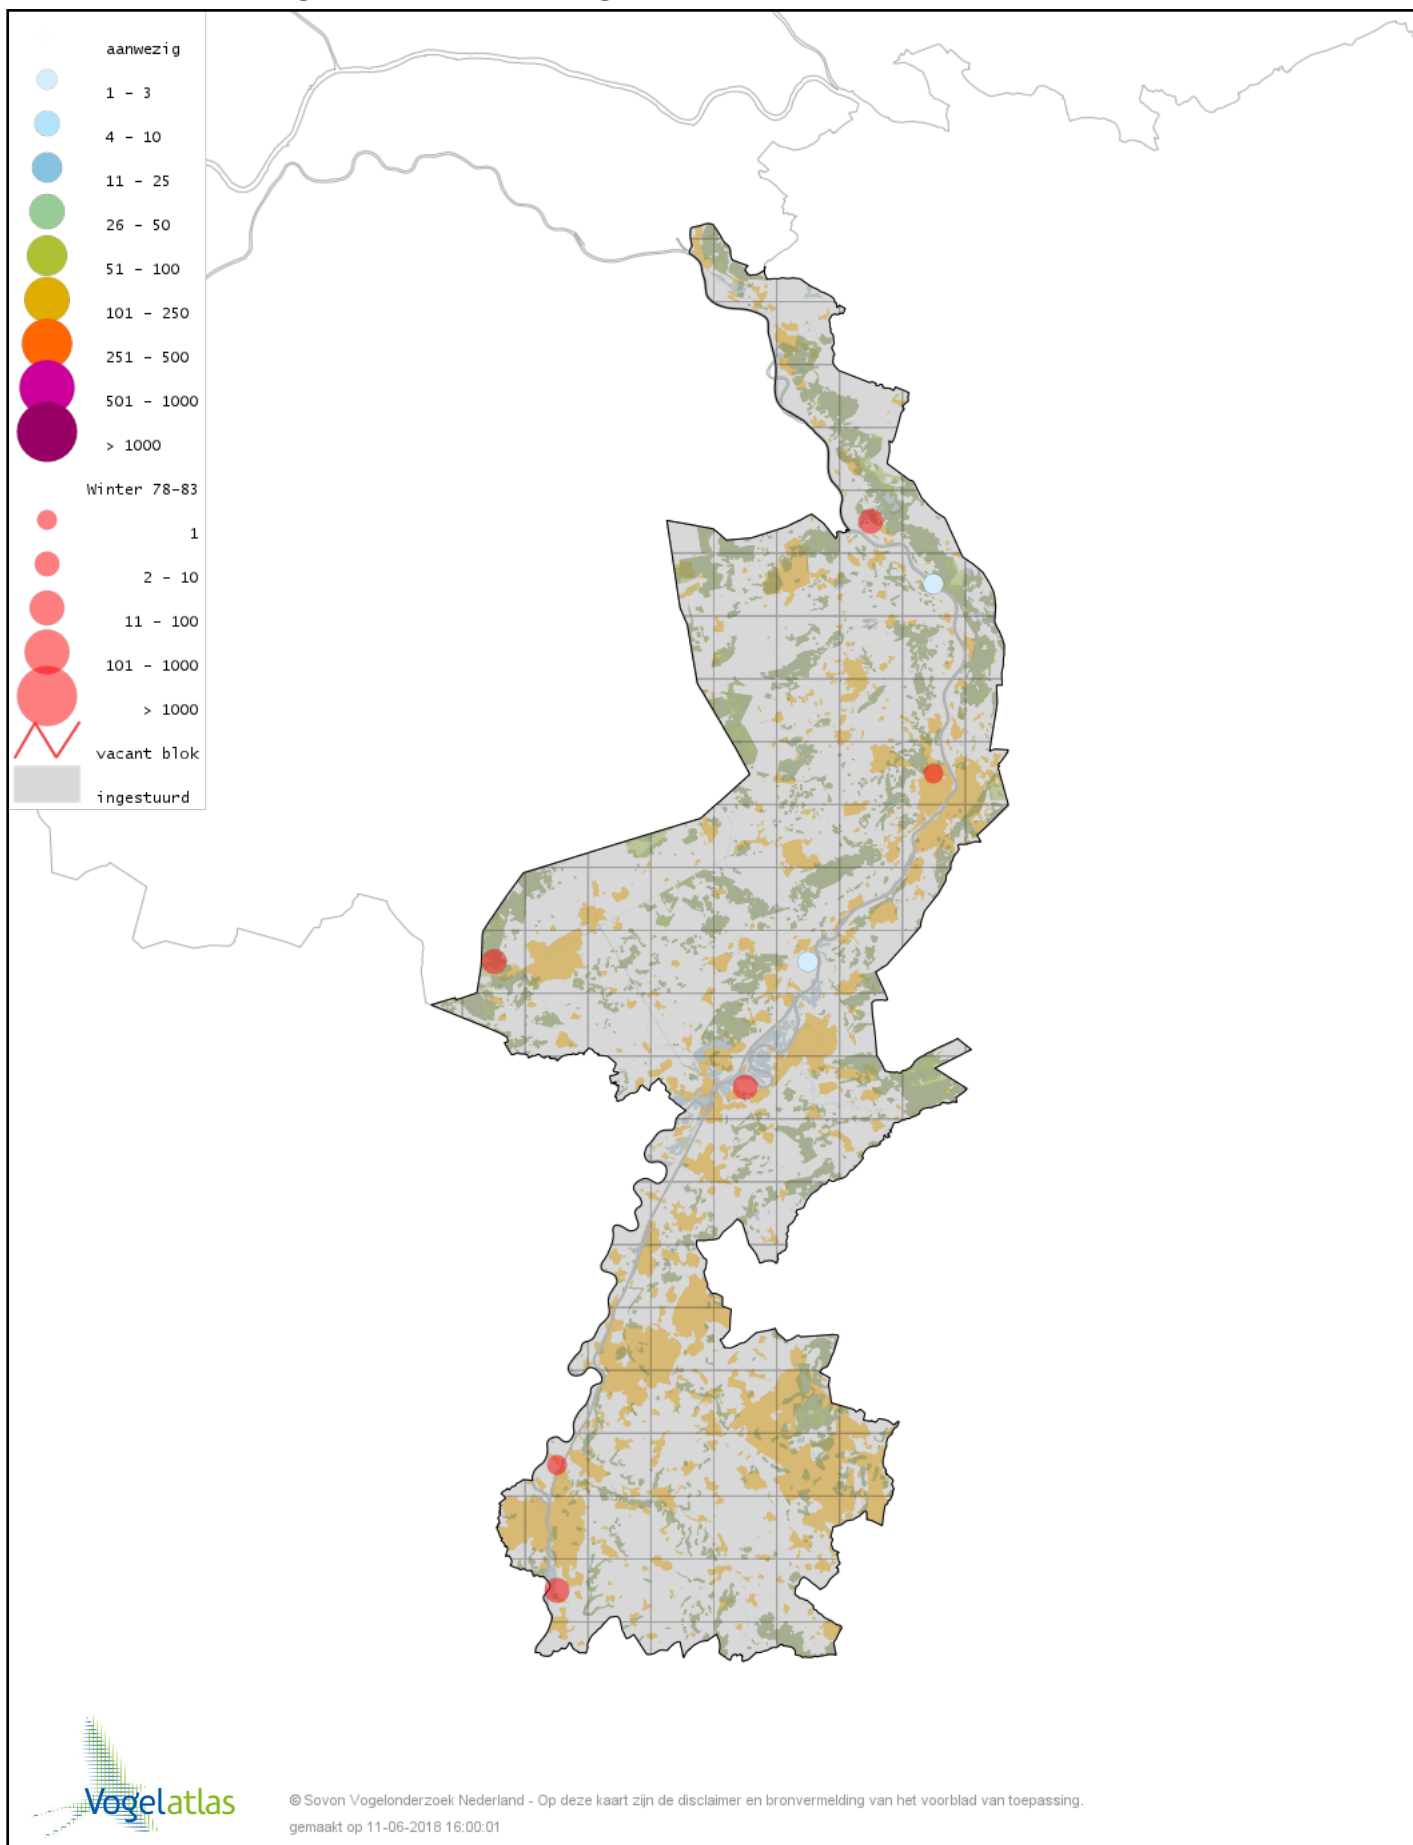 aanwezig
1 - 3
4 - 10
11 - 25
26 - 50
51 - 100
101 - 250
251 - 500
501 - 1000
> 1000
Winter 78-83
1
2 - 10
11 - 100
101 - 1000
> 1000
vacant blok
ingestuurd
Vogelatlas
© Sovon Vogelonderzoek Nederland - Op deze kaart zijn de disclaimer en bronvermelding van het voorblad van toepassing.
gemaakt op 11-06-2018 16:00:01